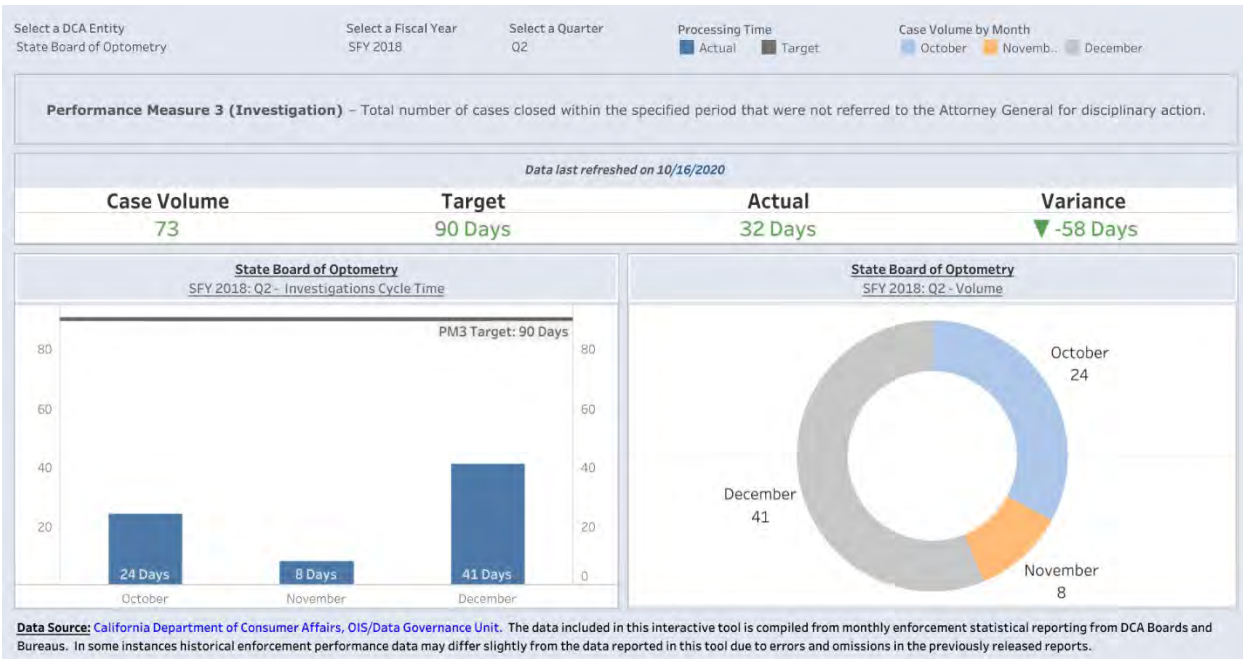 Select a DCA Entity
State Board of Optometry
Select a Fiscal Year
SFY 2018
Select a Quarter
Q2
Processing Time
Actual
Target
Case Volume by Month
October
Novemb..
December
Performance Measure 3 (Investigation) – Total number of cases closed within the specified period that were not referred to the Attorney General for disciplinary action.
Data last refreshed on 10/16/2020
Case Volume
Target
Actual
Variance
73
90 Days
32 Days
▼ -58 Days
State Board of Optometry
SFY 2018: Q2 - Investigations Cycle Time
PM3 Target: 90 Days
80
60
40
20
80
60
40
20
0
24 Days
8 Days
41 Days
October
November
December
State Board of Optometry
SFY 2018: Q2 - Volume
October
24
December
41
November
8
Data Source: California Department of Consumer Affairs, OIS/Data Governance Unit. The data included in this interactive tool is compiled from monthly enforcement statistical reporting from DCA Boards and
Bureaus. In some instances historical enforcement performance data may differ slightly from the data reported in this tool due to errors and omissions in the previously released reports.